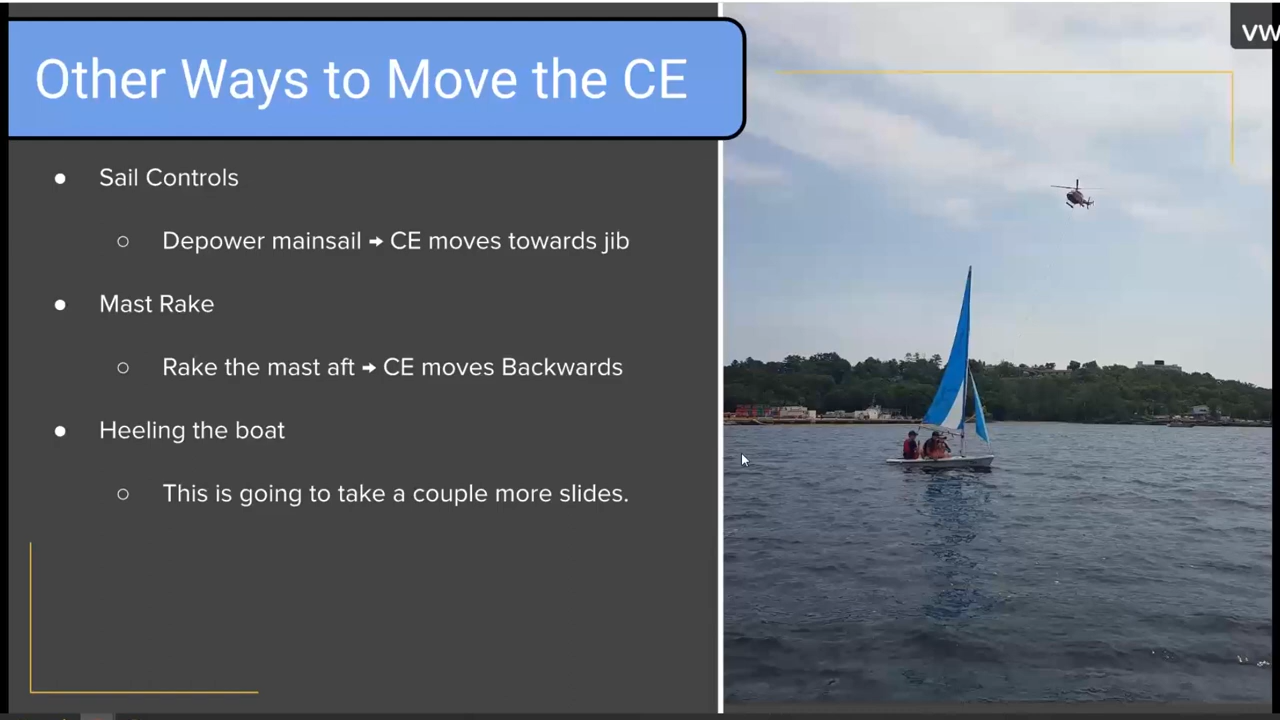 Other Ways to Move the CE
● Sail Controls
○ Depower mainsail → CE moves towards jib
● Mast Rake
○ Rake the mast aft → CE moves Backwards
● Heeling the boat
○ This is going to take a couple more slides.
vw